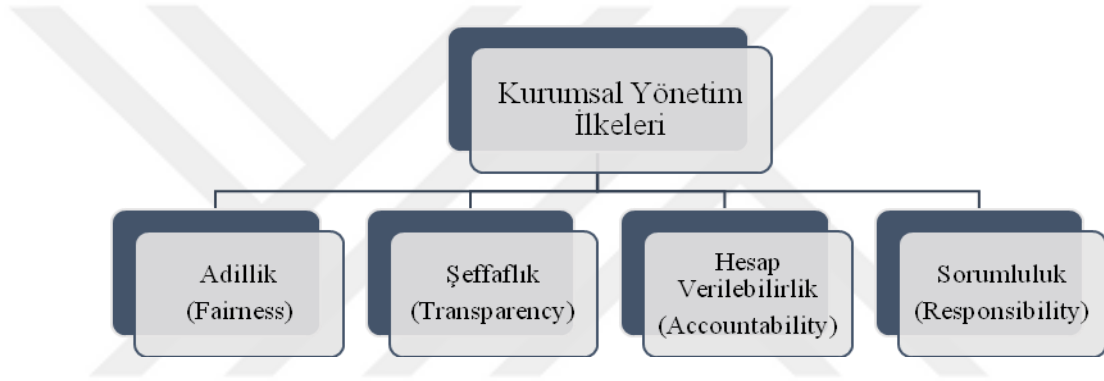 Kurumsal Yönetim
İlkeleri
Adillik
(Fairness)
Şeffaflık
(Transparency)
Hesap
Verilebilirlik
(Accountability)
Sorumluluk
(Responsibility)